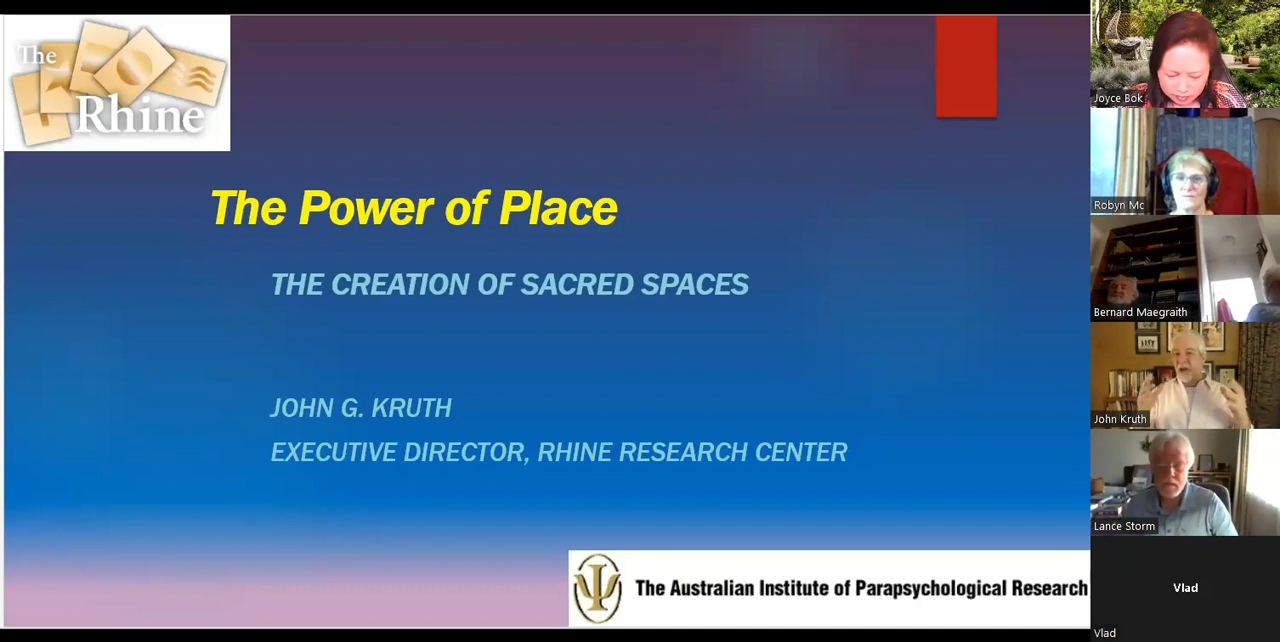 The
Rhine
The Power of Place
THE CREATION OF SACRED SPACES
JOHN G. KRUTH
EXECUTIVE DIRECTOR, RHINE RESEARCH CENTER
The Australian Institute of Parapsychological Research
Joyce Bok
Robyn Mc
Bernard Maegraith
John Kruth
Lance Storm
Vlad
Vlad